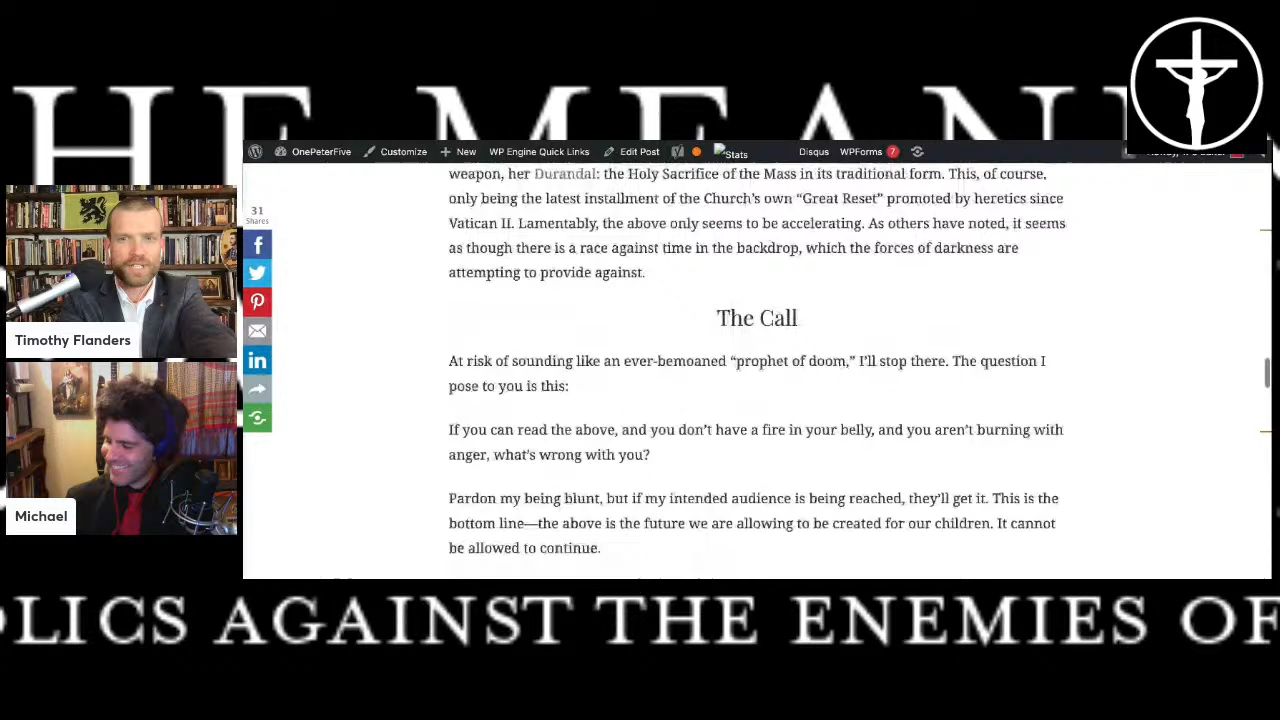 HE MEAN
OnePeterFive Customize New WP Engine Quick Links Edit Post Stats Disqus WPForms 7
weapon, her Durandal: the Holy Sacrifice of the Mass in its traditional form. This, of course,
only being the latest installment of the Church’s own “Great Reset” promoted by heretics since
Vatican II. Lamentably, the above only seems to be accelerating. As others have noted, it seems
as though there is a race against time in the backdrop, which the forces of darkness are
attempting to provide against.
31
Shares
The Call
At risk of sounding like an ever-bemoaned “prophet of doom,” I’ll stop there. The question I
pose to you is this:
If you can read the above, and you don’t have a fire in your belly, and you aren’t burning with
anger, what’s wrong with you?
Pardon my being blunt, but if my intended audience is being reached, they’ll get it. This is the
bottom line—the above is the future we are allowing to be created for our children. It cannot
be allowed to continue.
Timothy Flanders
Michael
OLICS AGAINST THE ENEMIES OF